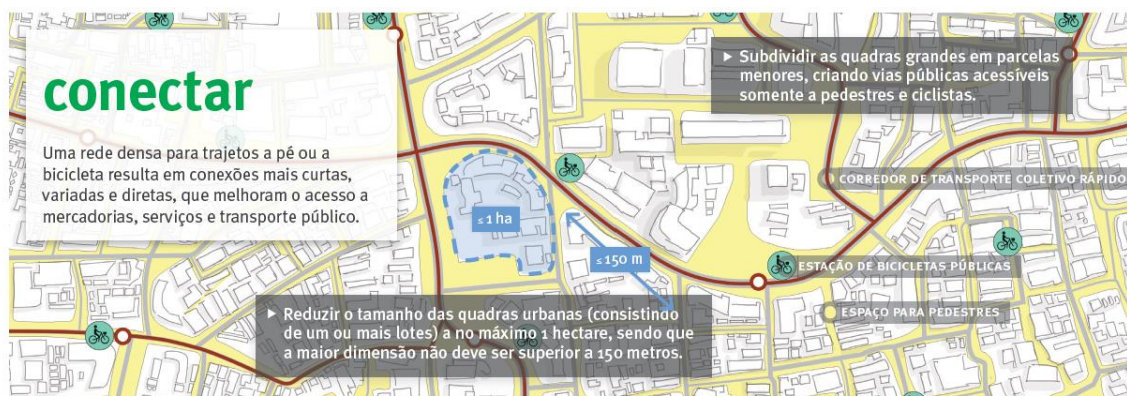 conectar
Uma rede densa para trajetos a pé ou a
bicicleta resulta em conexões mais curtas,
variadas e diretas, que melhoram o acesso a
mercadorias, serviços e transporte público.
▶ Subdividir as quadras grandes em parcelas
menores, criando vias públicas acessíveis
somente a pedestres e ciclistas.
CORREDOR DE TRANSPORTE COLETIVO RÁPIDO
≤ 1 ha
≤ 150 m
ESTAÇÃO DE BICICLETAS PÚBLICAS
ESPAÇO PARA PEDESTRES
▶ Reduzir o tamanho das quadras urbanas (consistindo
de um ou mais lotes) a no máximo 1 hectare, sendo que
a maior dimensão não deve ser superior a 150 metros.